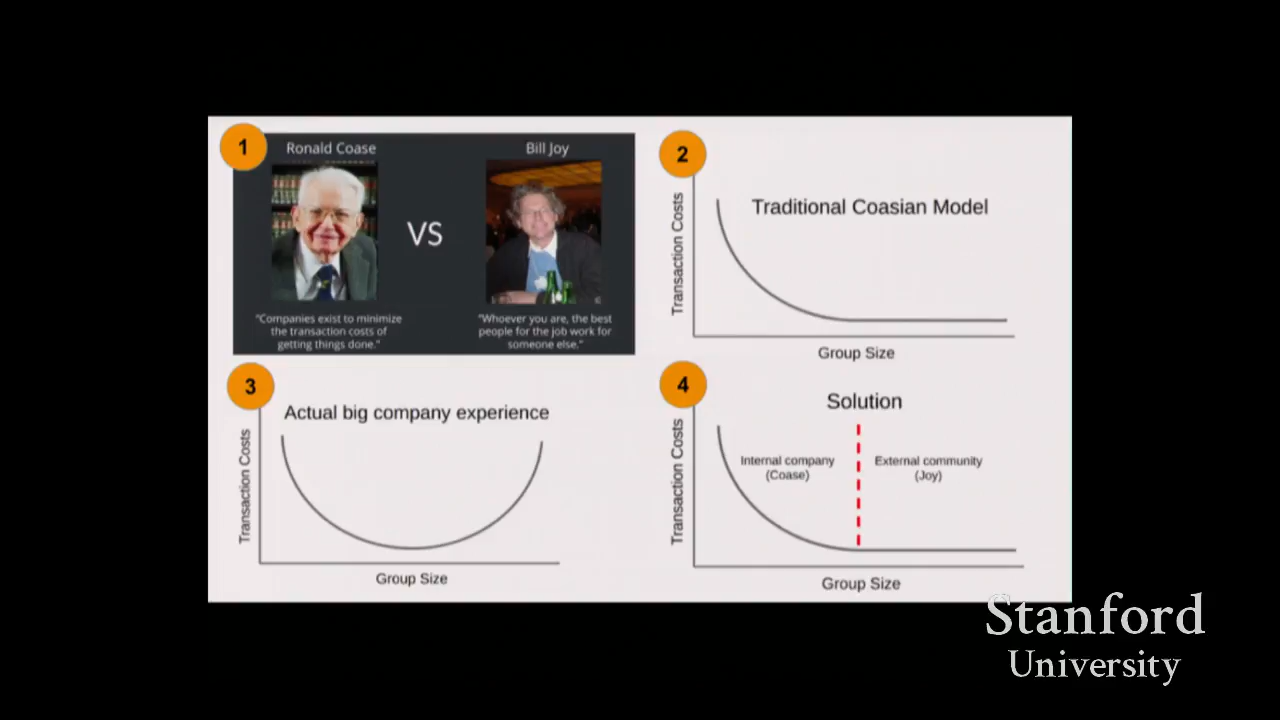 1
Ronald Coase
Bill Joy
VS
"Companies exist to minimize
the transaction costs of
getting things done."
"Whoever you are, the best
people for the job work for
someone else."
2
Traditional Coasian Model
Transaction Costs
Group Size
3
Actual big company experience
Transaction Costs
Group Size
4
Solution
Internal company
(Coase)
External community
(Joy)
Transaction Costs
Group Size
Stanford
University